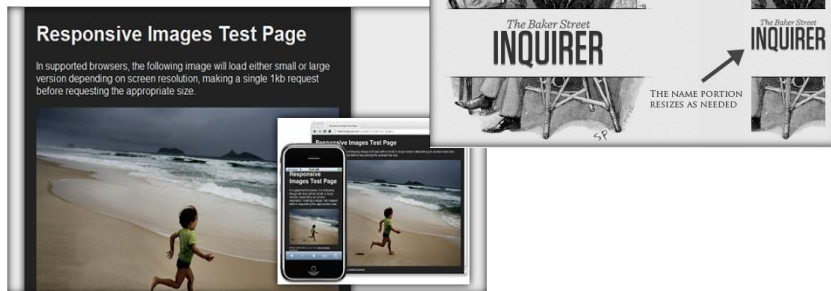 Responsive Images Test Page
In supported browsers, the following image will load either small or large
version depending on screen resolution, making a single 1kb request
before requesting the appropriate size.
Responsive Images Test Page
Responsive
Images Test Page
The Baker Street
INQUIRER
The Baker Street
INQUIRER
THE NAME PORTION
RESIZES AS NEEDED
SP